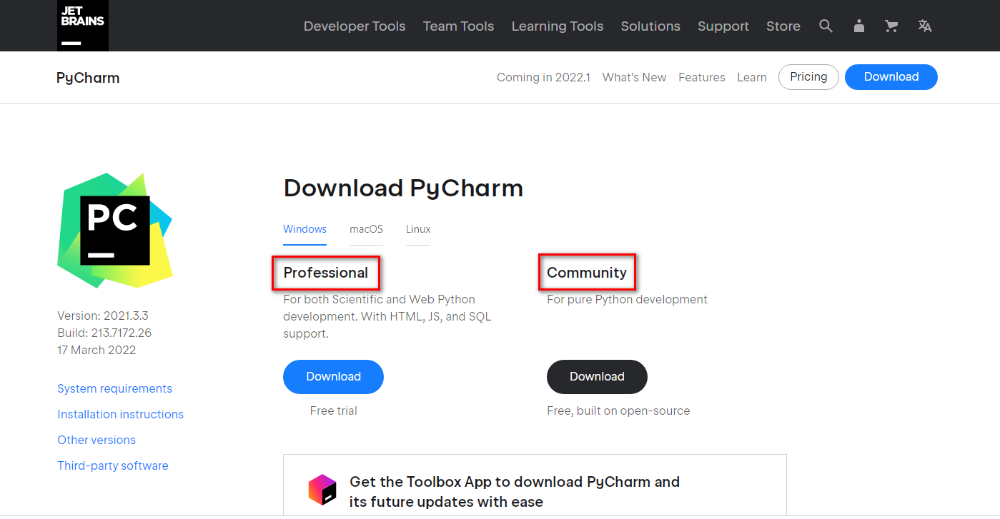 JET
BRAINS
Developer Tools Team Tools Learning Tools Solutions Support Store
PyCharm
Coming in 2022.1 What's New Features Learn Pricing Download
PC
Version: 2021.3.3
Build: 213.7172.26
17 March 2022
System requirements
Installation instructions
Other versions
Third-party software
Download PyCharm
Windows macOS Linux
Professional
For both Scientific and Web Python
development. With HTML, JS, and SQL
support.
Download
Free trial
Community
For pure Python development
Download
Free, built on open-source
Get the Toolbox App to download PyCharm and
its future updates with ease